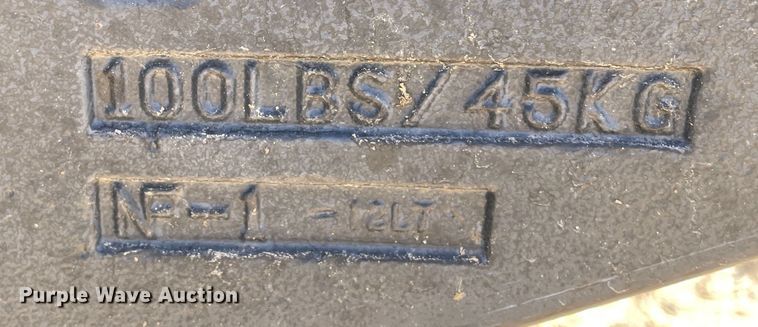 100LBS/45KG
NF-1
Purple Wave Auction